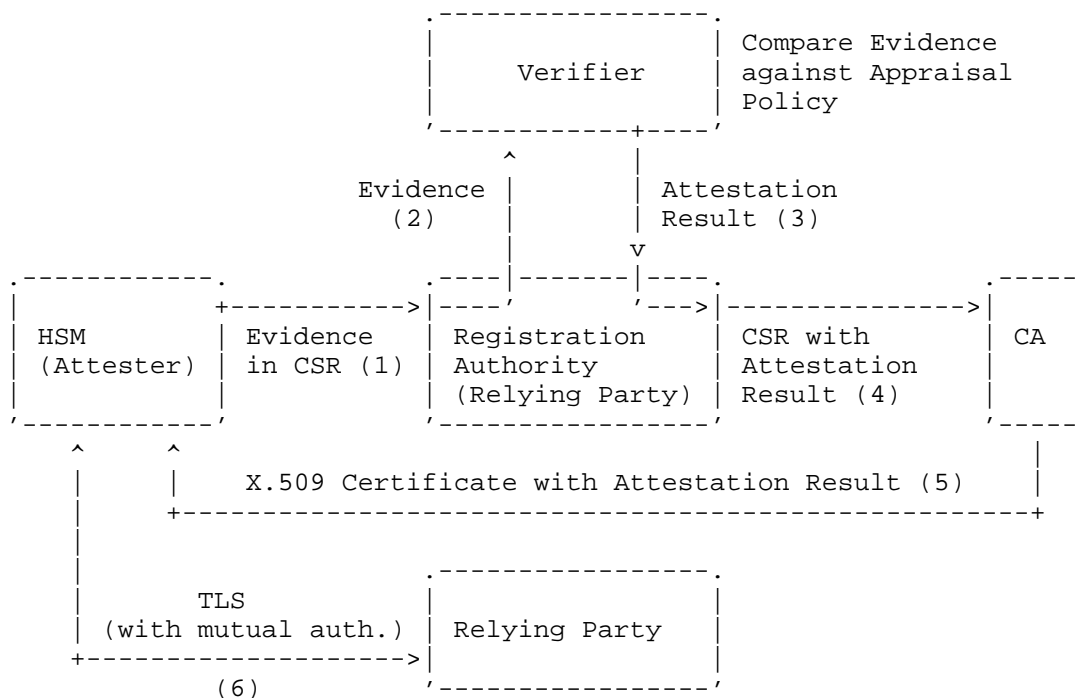 Verifier
Compare Evidence
against Appraisal
Policy
Evidence
(2)
Attestation
Result (3)
HSM
(Attester)
Evidence
in CSR (1)
Registration
Authority
(Relying Party)
CSR with
Attestation
Result (4)
CA
X.509 Certificate with Attestation Result (5)
TLS
(with mutual auth.)
(6)
Relying Party